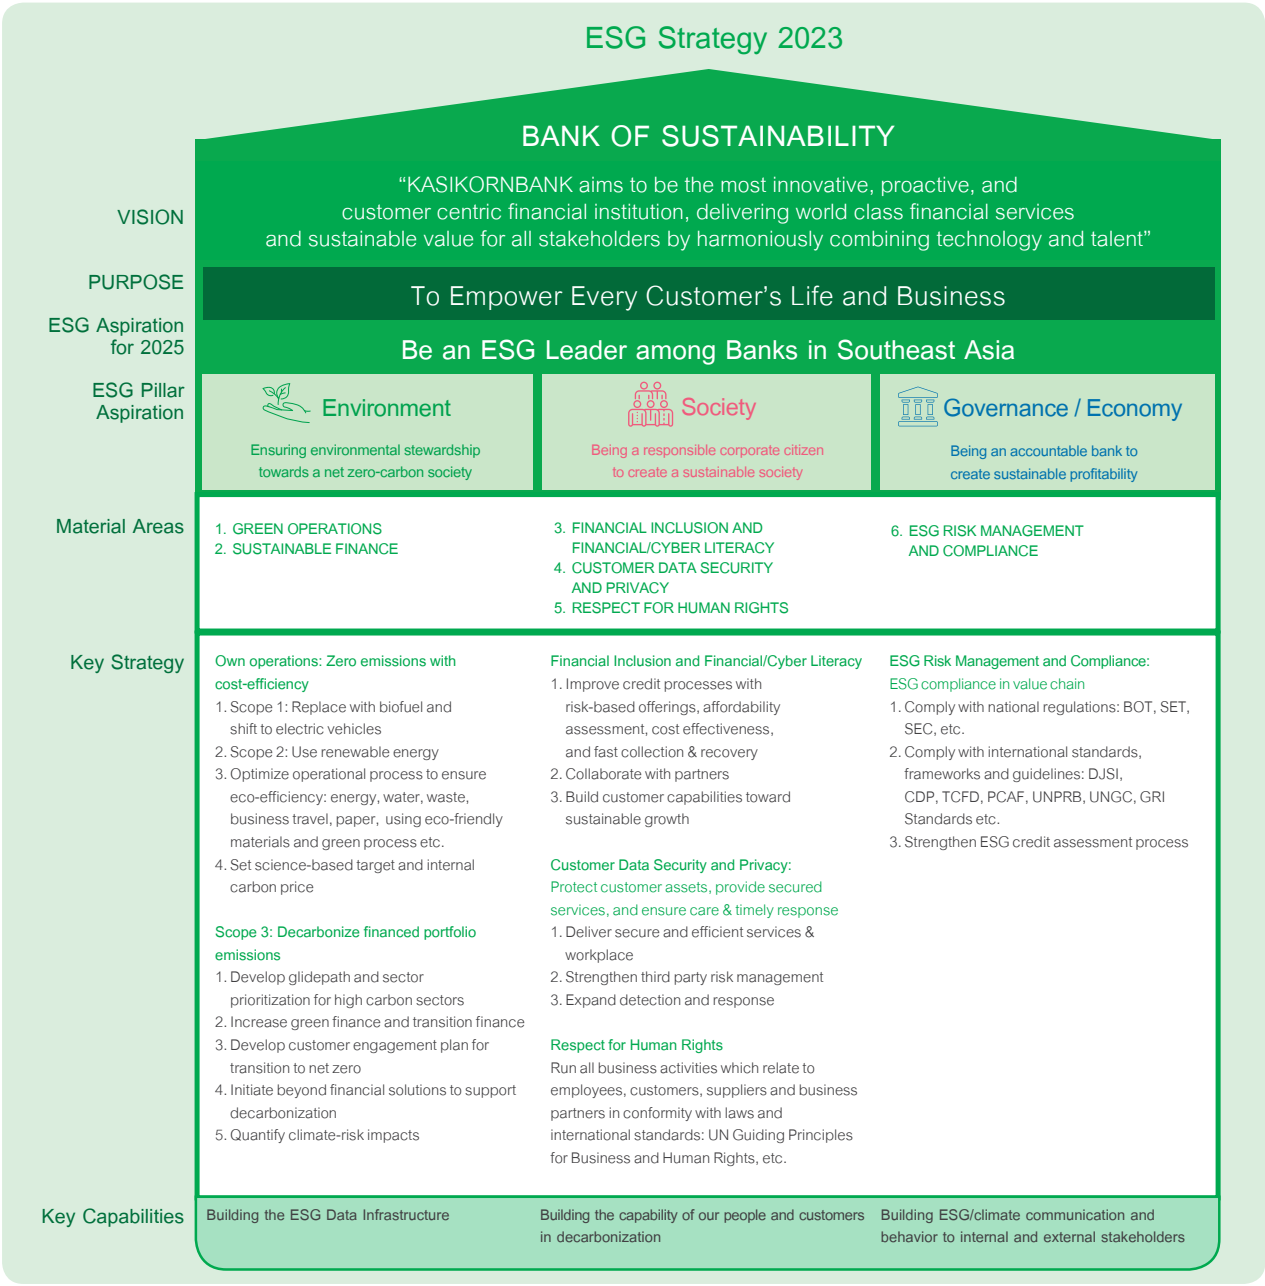 ESG Strategy 2023
BANK OF SUSTAINABILITY
VISION
“KASIKORNBANK aims to be the most innovative, proactive, and
customer centric financial institution, delivering world class financial services
and sustainable value for all stakeholders by harmoniously combining technology and talent”
PURPOSE
To Empower Every Customer’s Life and Business
ESG Aspiration
for 2025
Be an ESG Leader among Banks in Southeast Asia
ESG Pillar
Aspiration
Environment
Ensuring environmental stewardship
towards a net zero-carbon society
Society
Being a responsible corporate citizen
to create a sustainable society
Governance / Economy
Being an accountable bank to
create sustainable profitability
Material Areas
1. GREEN OPERATIONS
2. SUSTAINABLE FINANCE
3. FINANCIAL INCLUSION AND
FINANCIAL/CYBER LITERACY
4. CUSTOMER DATA SECURITY
AND PRIVACY
5. RESPECT FOR HUMAN RIGHTS
6. ESG RISK MANAGEMENT
AND COMPLIANCE
Key Strategy
Own operations: Zero emissions with
cost-efficiency
1. Scope 1: Replace with biofuel and
shift to electric vehicles
2. Scope 2: Use renewable energy
3. Optimize operational process to ensure
eco-efficiency: energy, water, waste,
business travel, paper, using eco-friendly
materials and green process etc.
4. Set science-based target and internal
carbon price
Scope 3: Decarbonize financed portfolio
emissions
1. Develop glidepath and sector
prioritization for high carbon sectors
2. Increase green finance and transition finance
3. Develop customer engagement plan for
transition to net zero
4. Initiate beyond financial solutions to support
decarbonization
5. Quantify climate-risk impacts
Financial Inclusion and Financial/Cyber Literacy
1. Improve credit processes with
risk-based offerings, affordability
assessment, cost effectiveness,
and fast collection & recovery
2. Collaborate with partners
3. Build customer capabilities toward
sustainable growth
Customer Data Security and Privacy:
Protect customer assets, provide secured
services, and ensure care & timely response
1. Deliver secure and efficient services &
workplace
2. Strengthen third party risk management
3. Expand detection and response
Respect for Human Rights
Run all business activities which relate to
employees, customers, suppliers and business
partners in conformity with laws and
international standards: UN Guiding Principles
for Business and Human Rights, etc.
ESG Risk Management and Compliance:
ESG compliance in value chain
1. Comply with national regulations: BOT, SET,
SEC, etc.
2. Comply with international standards,
frameworks and guidelines: DJSI,
CDP, TCFD, PCAF, UNPRB, UNGC, GRI
Standards etc.
3. Strengthen ESG credit assessment process
Key Capabilities
Building the ESG Data Infrastructure
Building the capability of our people and customers
in decarbonization
Building ESG/climate communication and
behavior to internal and external stakeholders